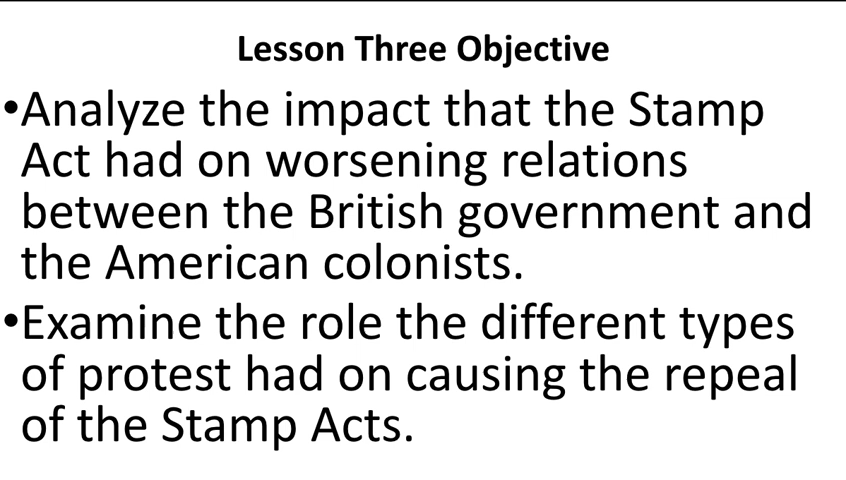 Lesson Three Objective
•Analyze the impact that the Stamp
Act had on worsening relations
between the British government and
the American colonists.
•Examine the role the different types
of protest had on causing the repeal
of the Stamp Acts.